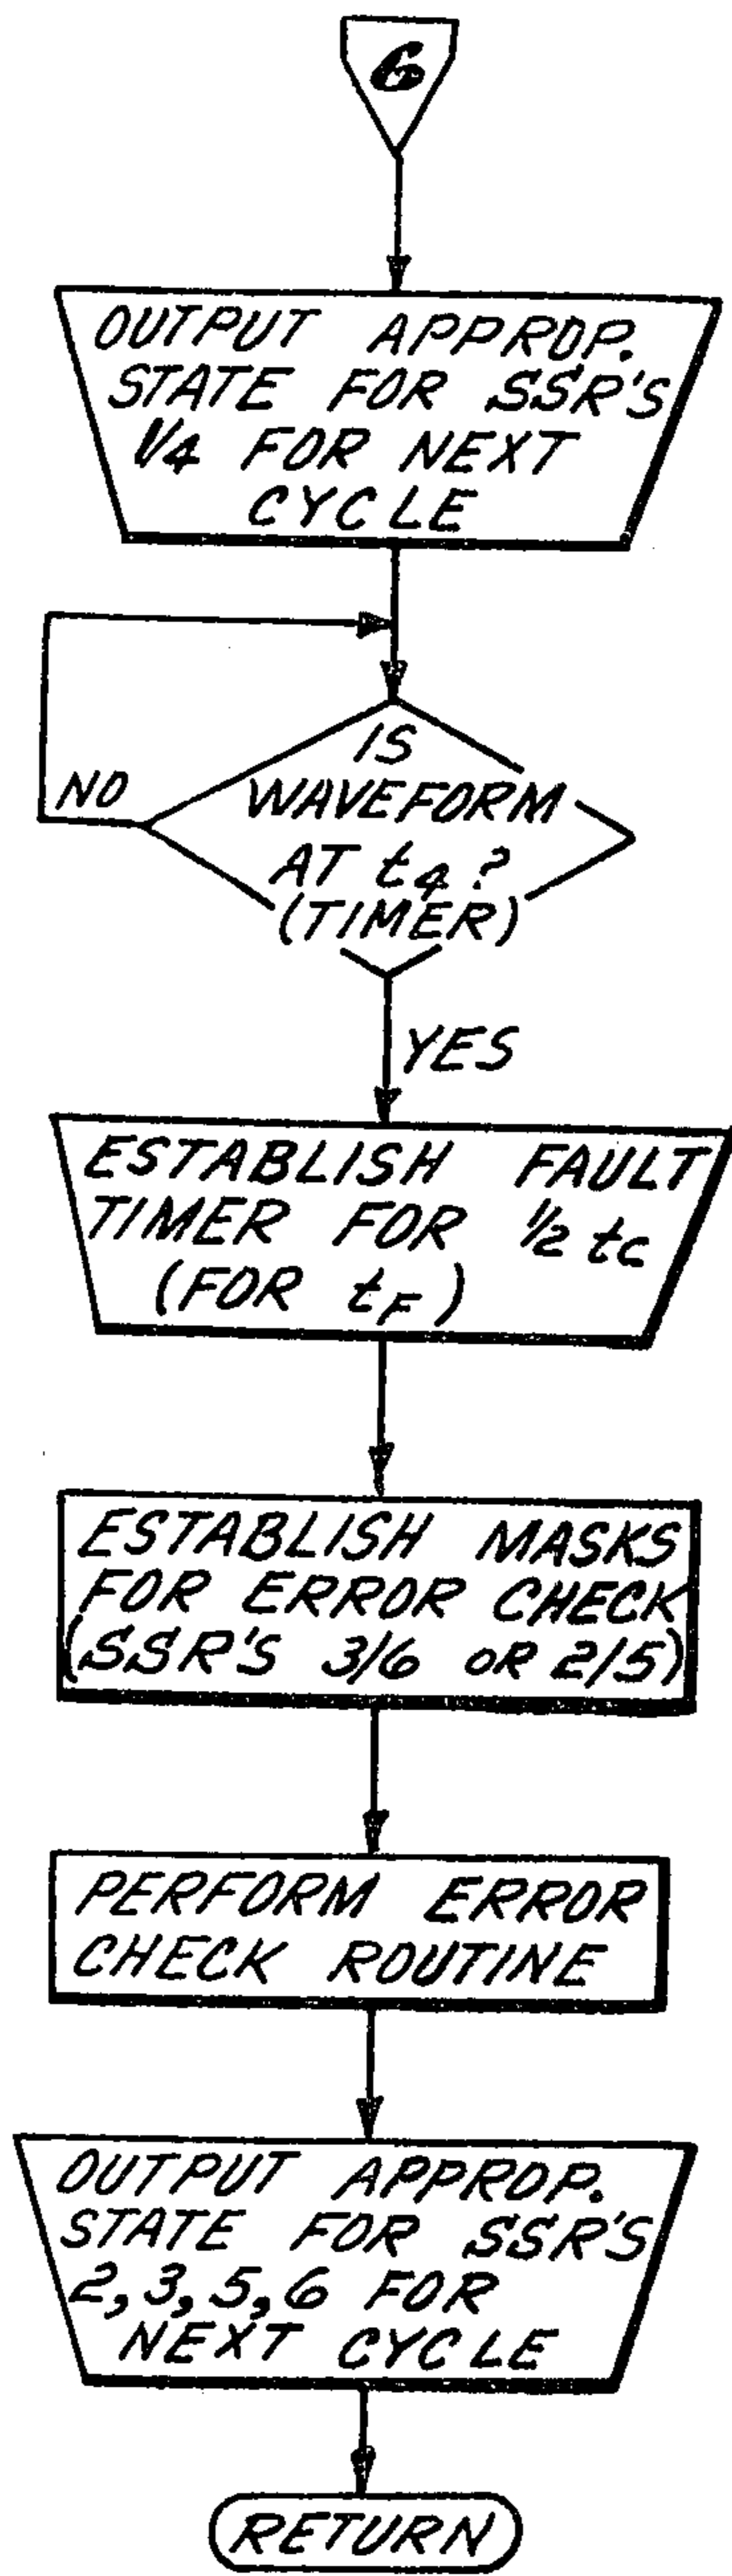 G
OUTPUT APPROP.
STATE FOR SSR'S
1/4 FOR NEXT
CYCLE
IS
WAVEFORM
AT t4?
(TIMER)
NO
YES
ESTABLISH FAULT
TIMER FOR 1/2 tc
(FOR tF)
ESTABLISH MASKS
FOR ERROR CHECK
(SSR'S 3/6 OR 2/5)
PERFORM ERROR
CHECK ROUTINE
OUTPUT APPROP.
STATE FOR SSR'S
2,3,5,6 FOR
NEXT CYCLE
RETURN